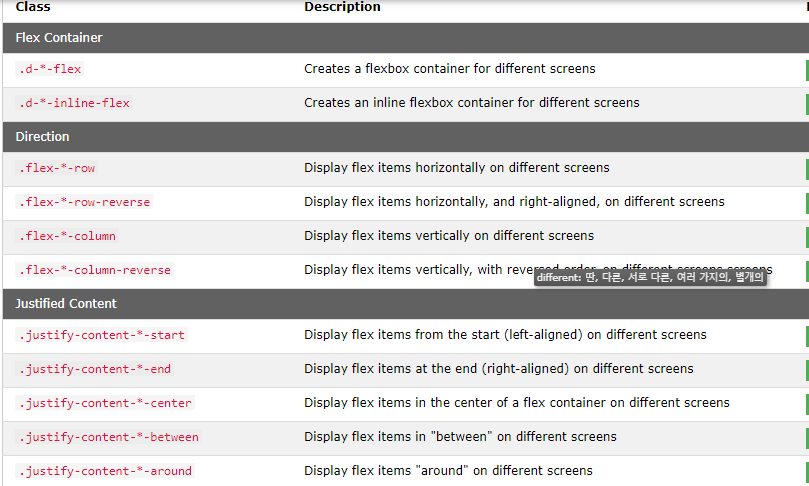 Class Description
Flex Container
.d-*-flex Creates a flexbox container for different screens
.d-*-inline-flex Creates an inline flexbox container for different screens
Direction
.flex-*-row Display flex items horizontally on different screens
.flex-*-row-reverse Display flex items horizontally, and right-aligned, on different screens
.flex-*-column Display flex items vertically on different screens
.flex-*-column-reverse Display flex items vertically, with reversed order, on different screens screens
different: 딴, 다른, 서로 다른, 여러 가지의, 별개의
Justified Content
.justify-content-*-start Display flex items from the start (left-aligned) on different screens
.justify-content-*-end Display flex items at the end (right-aligned) on different screens
.justify-content-*-center Display flex items in the center of a flex container on different screens
.justify-content-*-between Display flex items in "between" on different screens
.justify-content-*-around Display flex items "around" on different screens